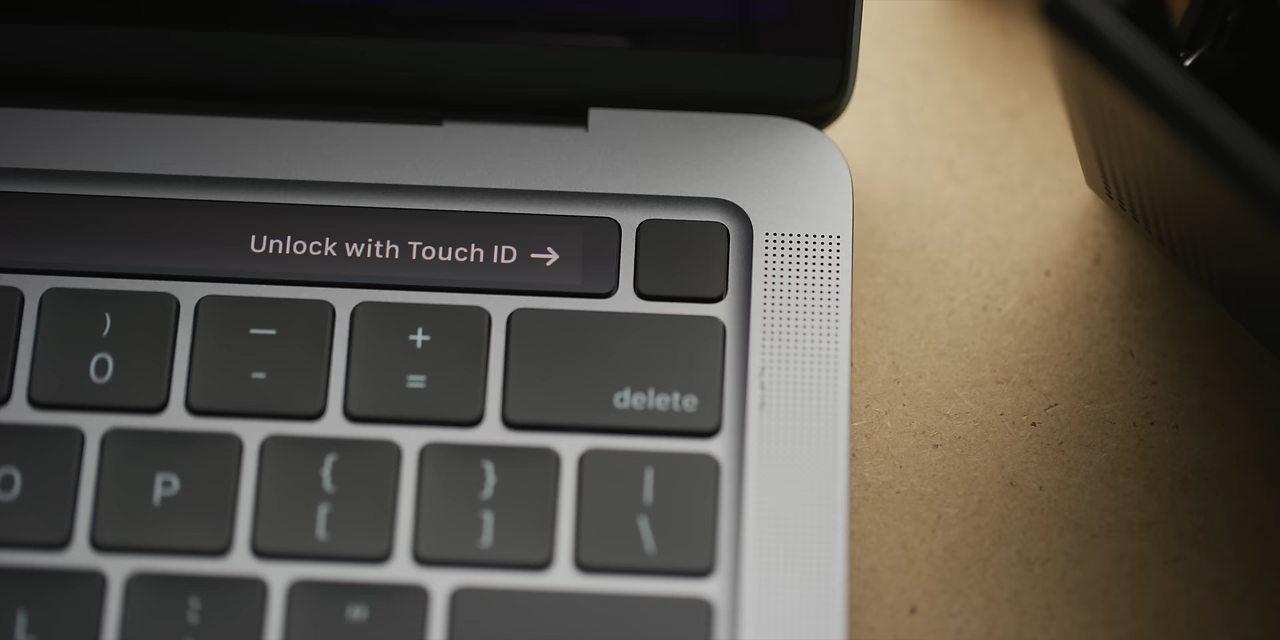 Unlock with Touch ID →
)
0
—
-
+
=
delete
O
P
{
[
}
]
|
\
L
:
"